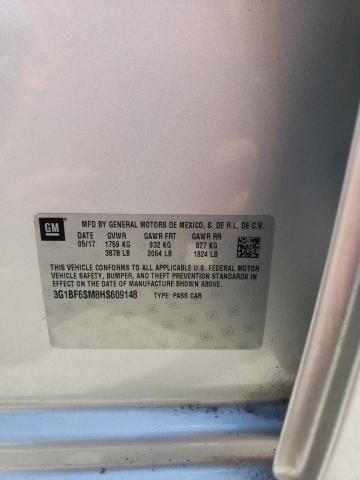 GM
MFD BY GENERAL MOTORS DE MEXICO, S. DE R.L. DE C.V.
DATE GVWR GAWR FRT GAWR RR
05/17 1759 KG 932 KG 827 KG
3878 LB 2054 LB 1824 LB
THIS VEHICLE CONFORMS TO ALL APPLICABLE U.S. FEDERAL MOTOR
VEHICLE SAFETY, BUMPER, AND THEFT PREVENTION STANDARDS
IN EFFECT ON THE DATE OF MANUFACTURE SHOWN ABOVE.
3G1BF6SM8HS609148 TYPE: PASS CAR